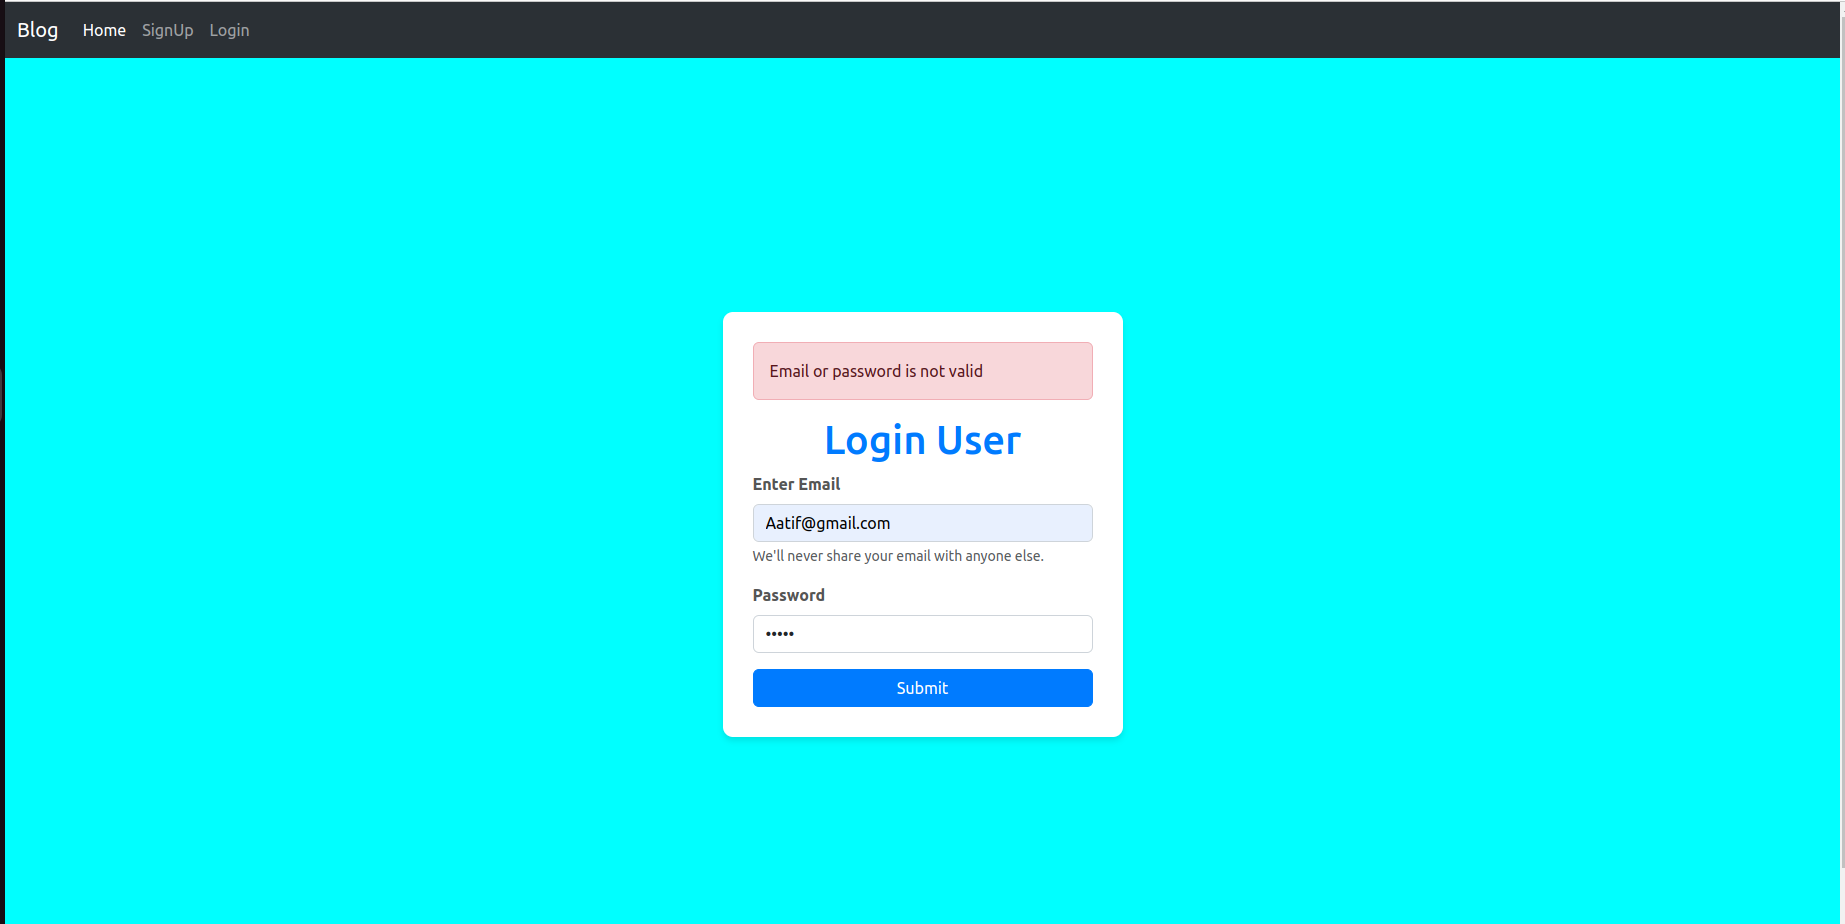 Blog Home SignUp Login
Email or password is not valid
Login User
Enter Email
Aatif@gmail.com
We'll never share your email with anyone else.
Password
•••••
Submit